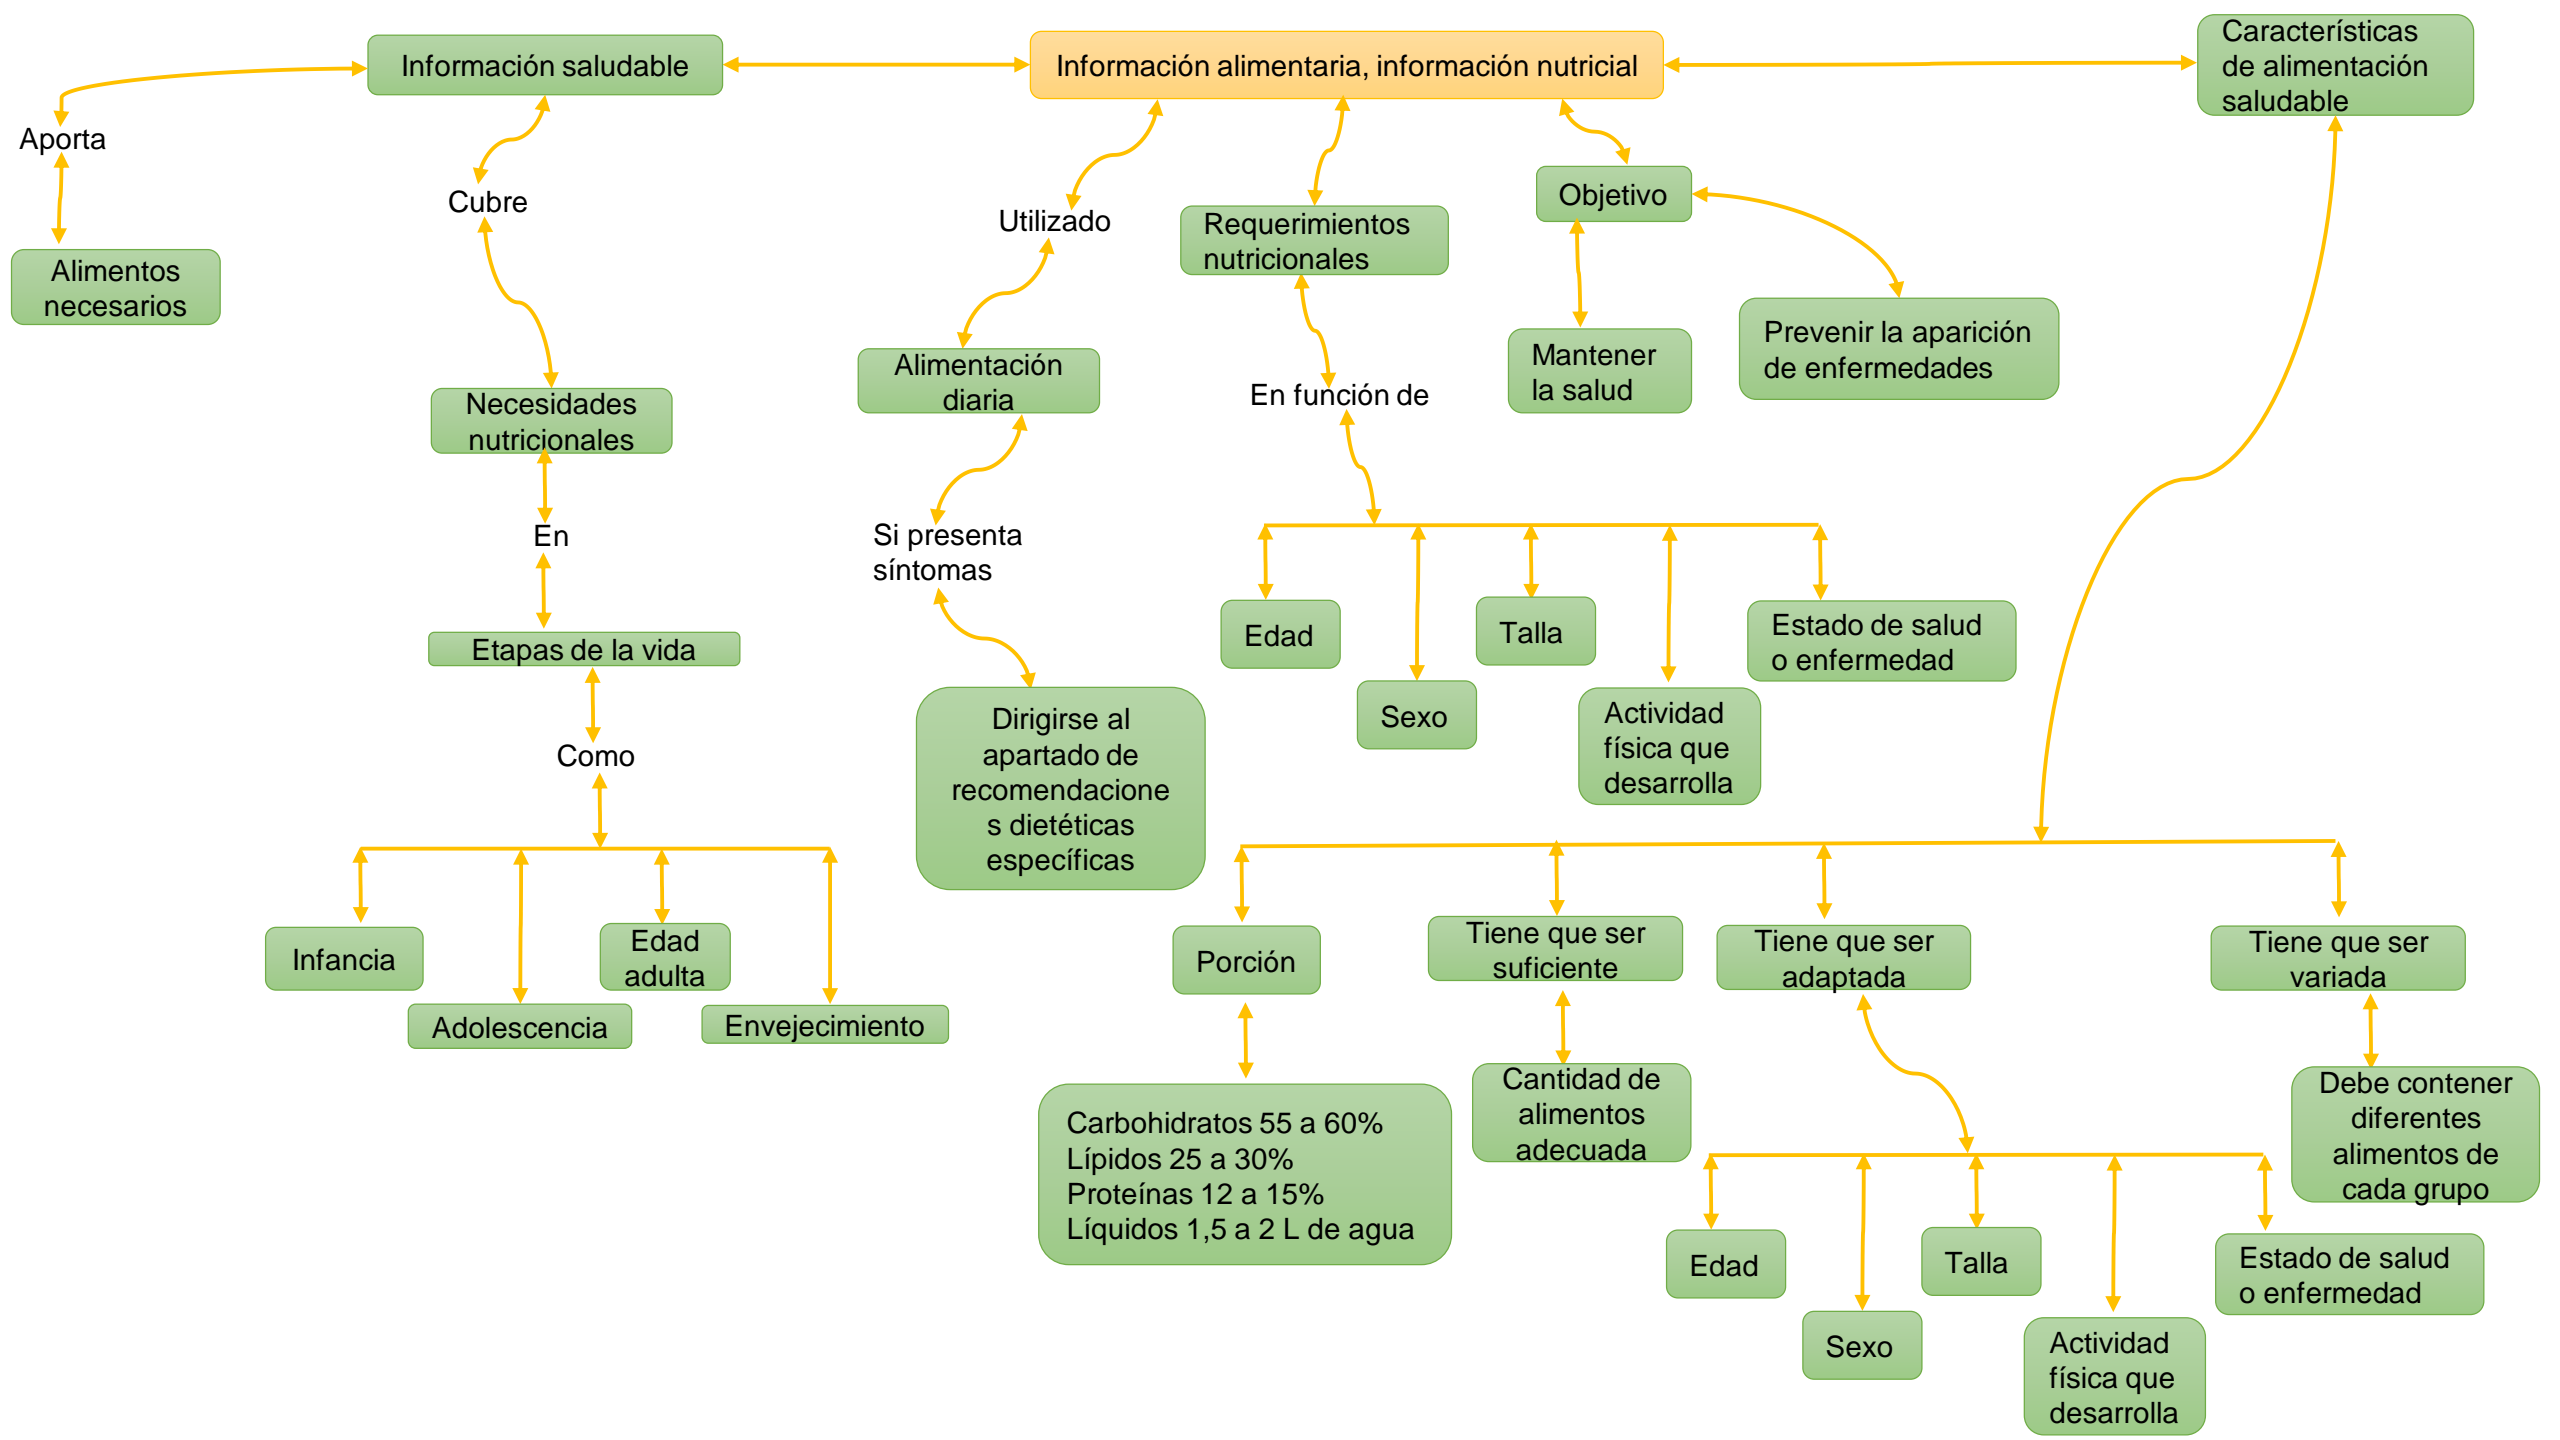 Información saludable
Información alimentaria, información nutricial
Características
de alimentación
saludable
Aporta
Alimentos
necesarios
Cubre
Necesidades
nutricionales
En
Etapas de la vida
Como
Infancia
Adolescencia
Edad
adulta
Envejecimiento
Utilizado
Alimentación
diaria
Si presenta
síntomas
Dirigirse al
apartado de
recomendacione
s dietéticas
específicas
Requerimientos
nutricionales
En función de
Edad
Sexo
Talla
Actividad
física que
desarrolla
Estado de salud
o enfermedad
Objetivo
Mantener
la salud
Prevenir la aparición
de enfermedades
Porción
Carbohidratos 55 a 60%
Lípidos 25 a 30%
Proteínas 12 a 15%
Líquidos 1,5 a 2 L de agua
Tiene que ser
suficiente
Cantidad de
alimentos
adecuada
Tiene que ser
adaptada
Edad
Sexo
Talla
Actividad
física que
desarrolla
Estado de salud
o enfermedad
Tiene que ser
variada
Debe contener
diferentes
alimentos de
cada grupo